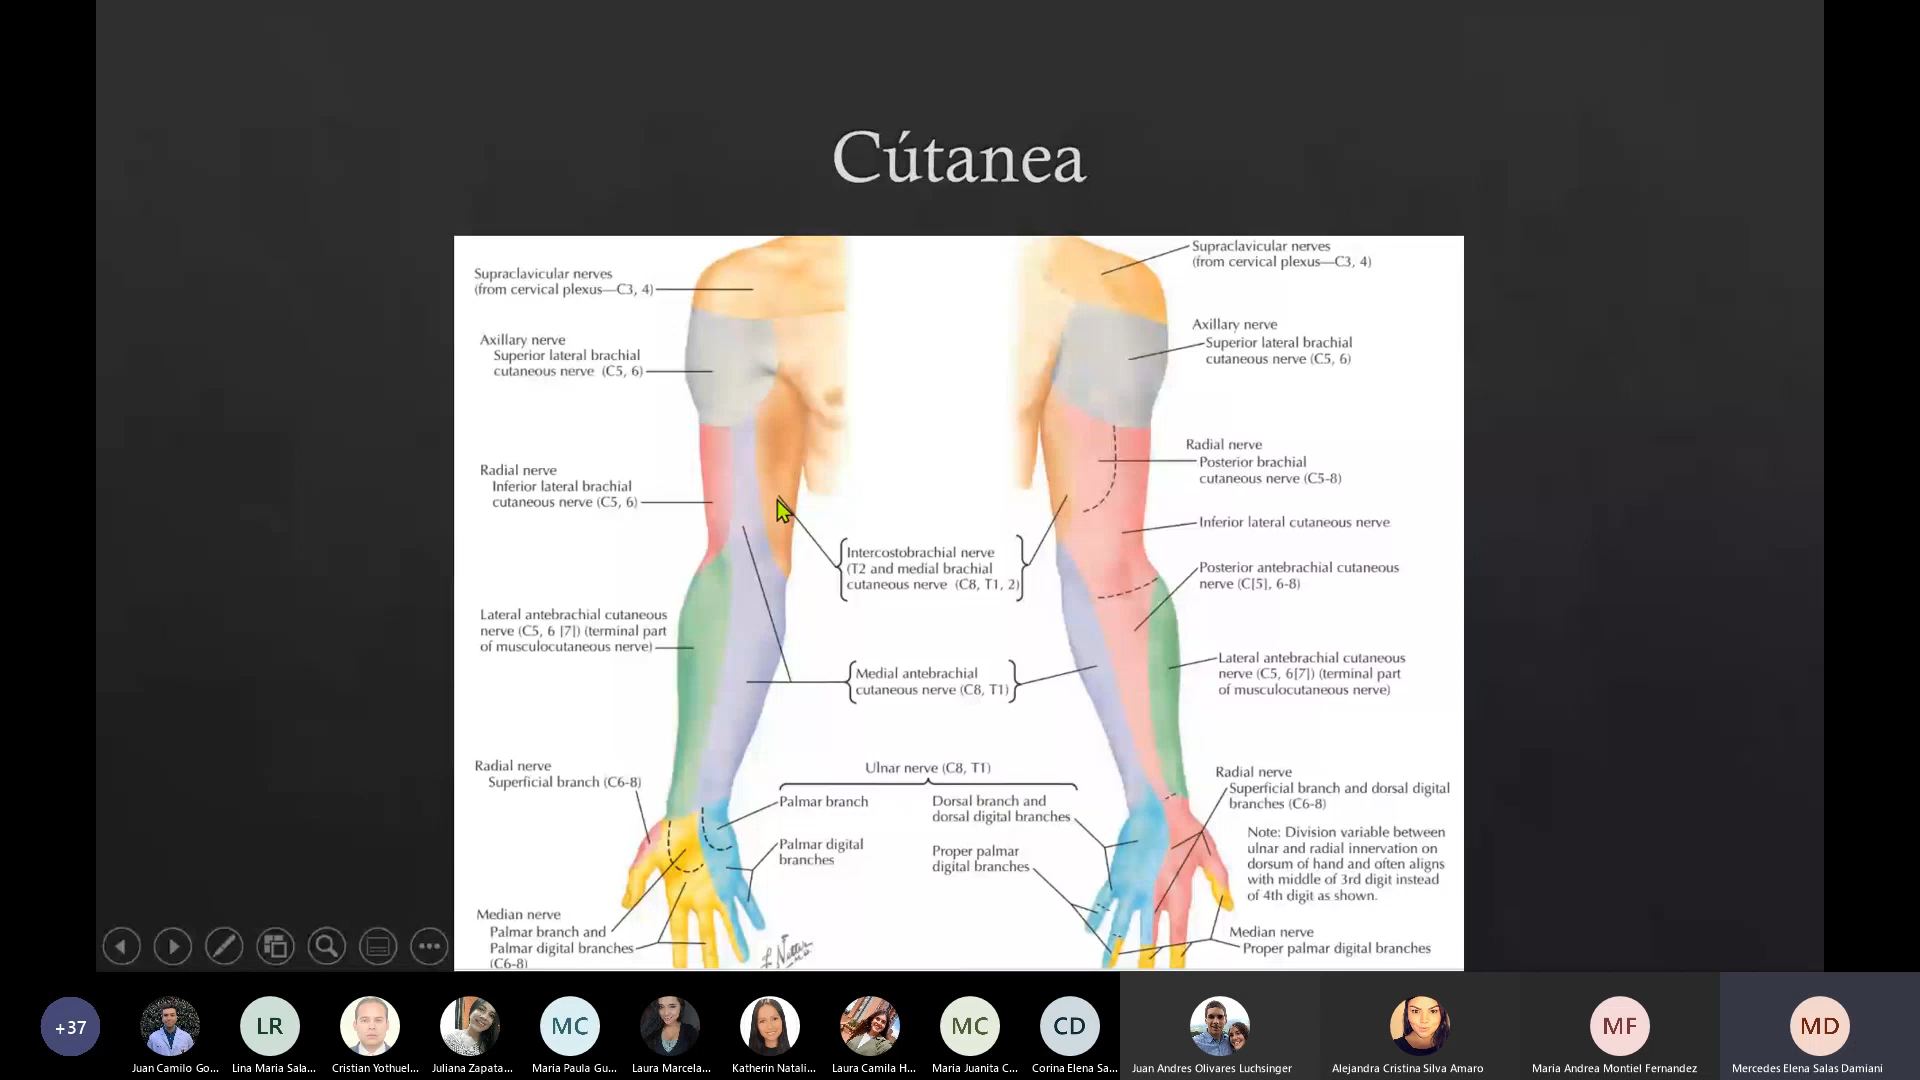 Cútanea
Supraclavicular nerves
(from cervical plexus—C3, 4)
Axillary nerve
Superior lateral brachial
cutaneous nerve (C5, 6)
Radial nerve
Inferior lateral brachial
cutaneous nerve (C5, 6)
Lateral antebrachial cutaneous
nerve (C5, 6 [7]) (terminal part
of musculocutaneous nerve)
Radial nerve
Superficial branch (C6-8)
Median nerve
Palmar branch and
Palmar digital branches
(C6-8)
Intercostobrachial nerve
(T2 and medial brachial
cutaneous nerve (C8, T1, 2)
Medial antebrachial
cutaneous nerve (C8, T1)
Ulnar nerve (C8, T1)
Palmar branch
Palmar digital
branches
Dorsal branch and
dorsal digital branches
Proper palmar
digital branches
Supraclavicular nerves
(from cervical plexus—C3, 4)
Axillary nerve
Superior lateral brachial
cutaneous nerve (C5, 6)
Radial nerve
Posterior brachial
cutaneous nerve (C5-8)
Inferior lateral cutaneous nerve
Posterior antebrachial cutaneous
nerve (C[5], 6-8)
Lateral antebrachial cutaneous
nerve (C5, 6[7]) (terminal part
of musculocutaneous nerve)
Radial nerve
Superficial branch and dorsal digital
branches (C6-8)
Note: Division variable between
ulnar and radial innervation on
dorsum of hand and often aligns
with middle of 3rd digit instead
of 4th digit as shown.
Median nerve
Proper palmar digital branches
F. Netter
M.D.
+37
LR
MC
MC
CD
MF
MD
Juan Camilo Go...
Lina Maria Sala...
Cristian Yothuel...
Juliana Zapata...
Maria Paula Gu...
Laura Marcela...
Katherin Natali...
Laura Camila H...
Maria Juanita C...
Corina Elena Sa...
Juan Andres Olivares Luchsinger
Alejandra Cristina Silva Amaro
Maria Andrea Montiel Fernandez
Mercedes Elena Salas Damiani